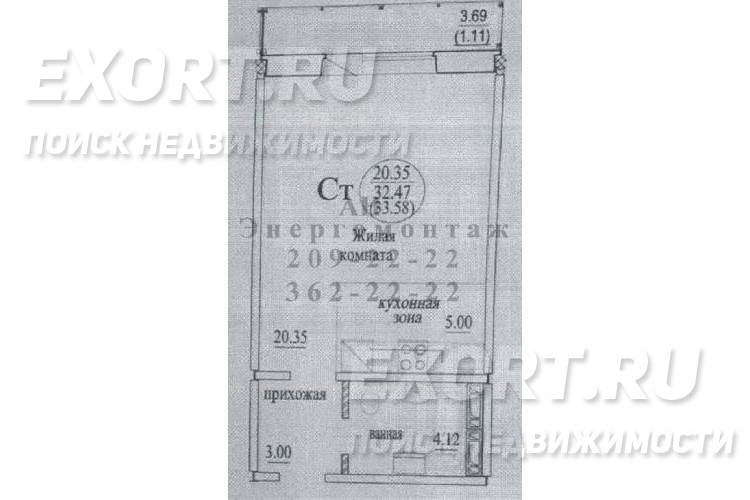 3.69
(1.11)
EXORT.RU
ПОИСК НЕДВИЖИМОСТИ
Ст
20.35
32.47
(33.58)
АН
Энергомонтаж
Жилая
комната
209-22-22
362-22-22
кухонная
зона
5.00
20.35
EXORT.RU
ПОИСК НЕДВИЖИМОСТИ
прихожая
3.00
ванная
4.12